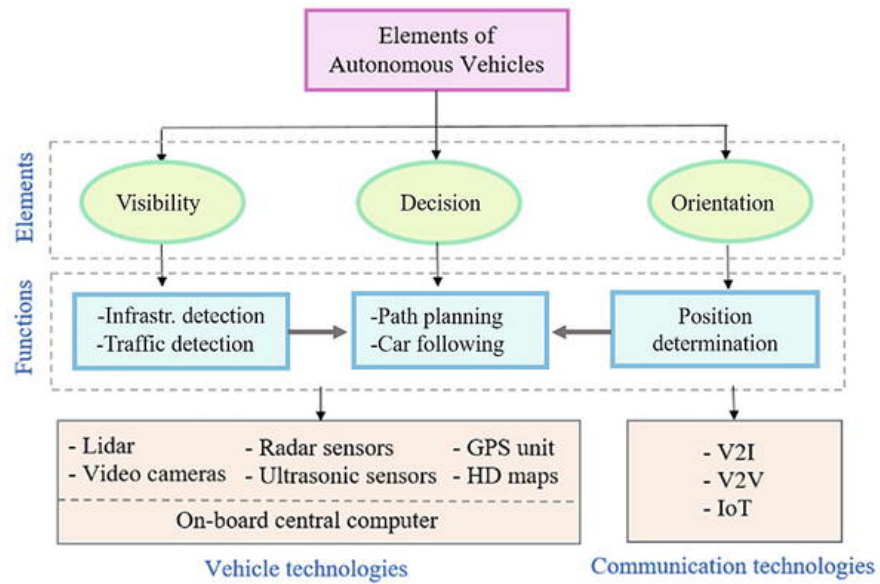 Elements of
Autonomous Vehicles
Elements
Visibility
Decision
Orientation
Functions
-Infrastr. detection
-Traffic detection
-Path planning
-Car following
Position
determination
- Lidar
- Video cameras
- Radar sensors
- Ultrasonic sensors
- GPS unit
- HD maps
On-board central computer
- V2I
- V2V
- IoT
Vehicle technologies
Communication technologies